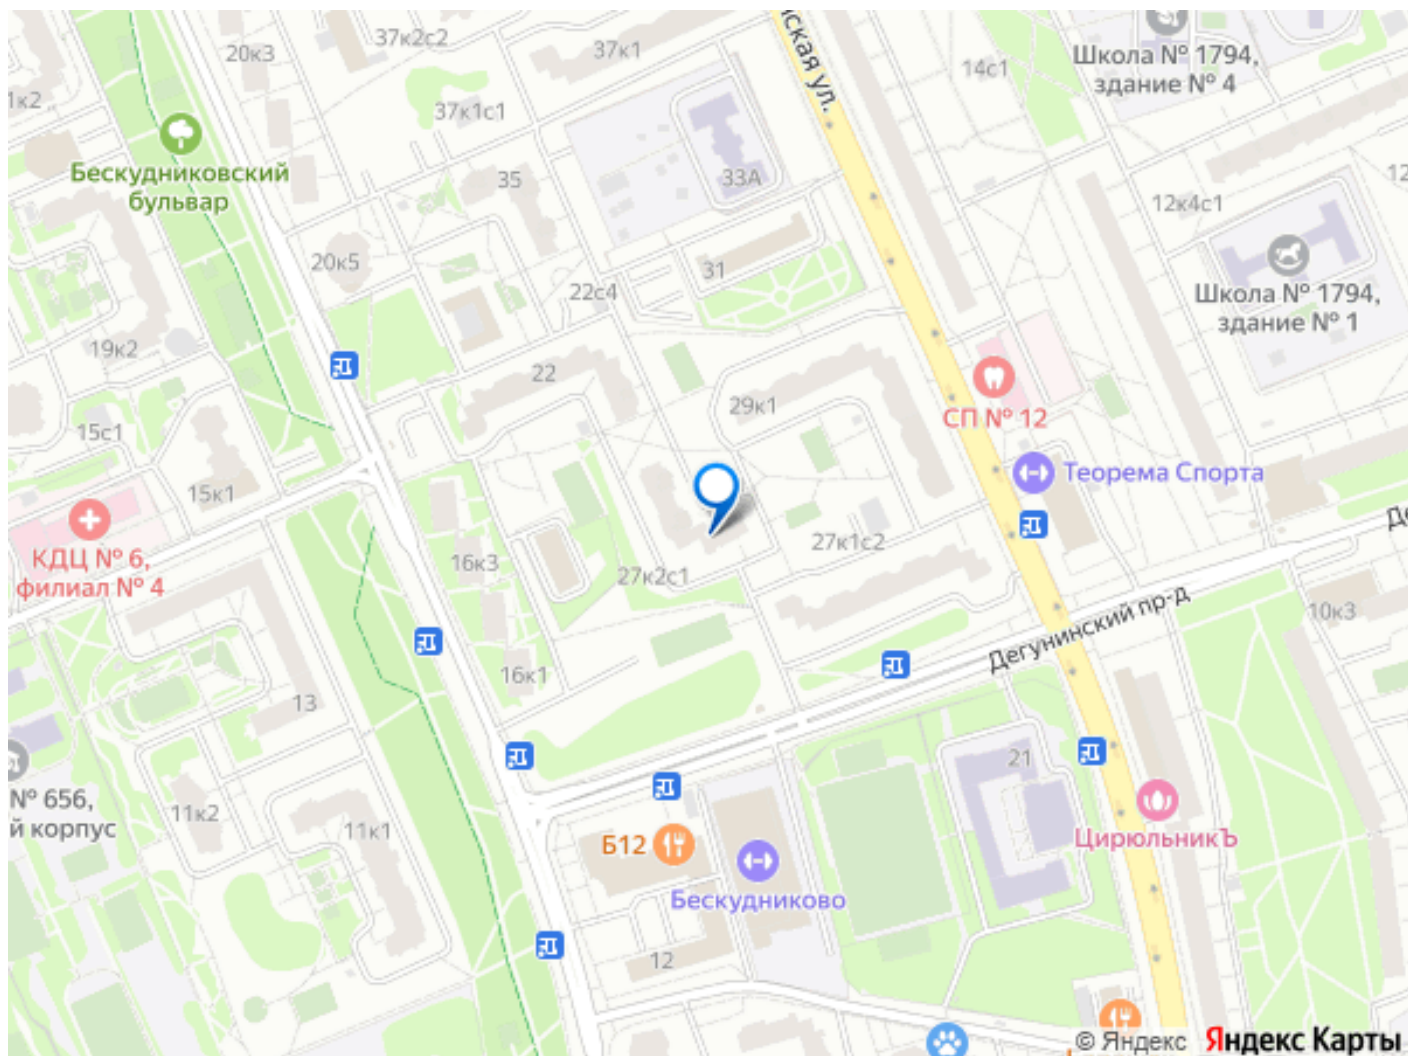 37к2с2
37к1
20к3
нская ул.
14с1
Школа № 1794,
здание № 4
1к2
37к1с1
Бескудниковский
бульвар
35
33А
12
12к4с1
20к5
31
22с4
Школа № 1794,
здание № 1
19к2
22
29к1
СП № 12
15с1
Теорема Спорта
15к1
КДЦ № 6,
филиал № 4
16к3
27к2с1
27к1с2
Де
Дегунинский пр-д
10к3
16к1
13
21
№ 656,
й корпус
11к2
11к1
Б12
ЦирюльникЪ
Бескудниково
12
© Яндекс Яндекс Карты